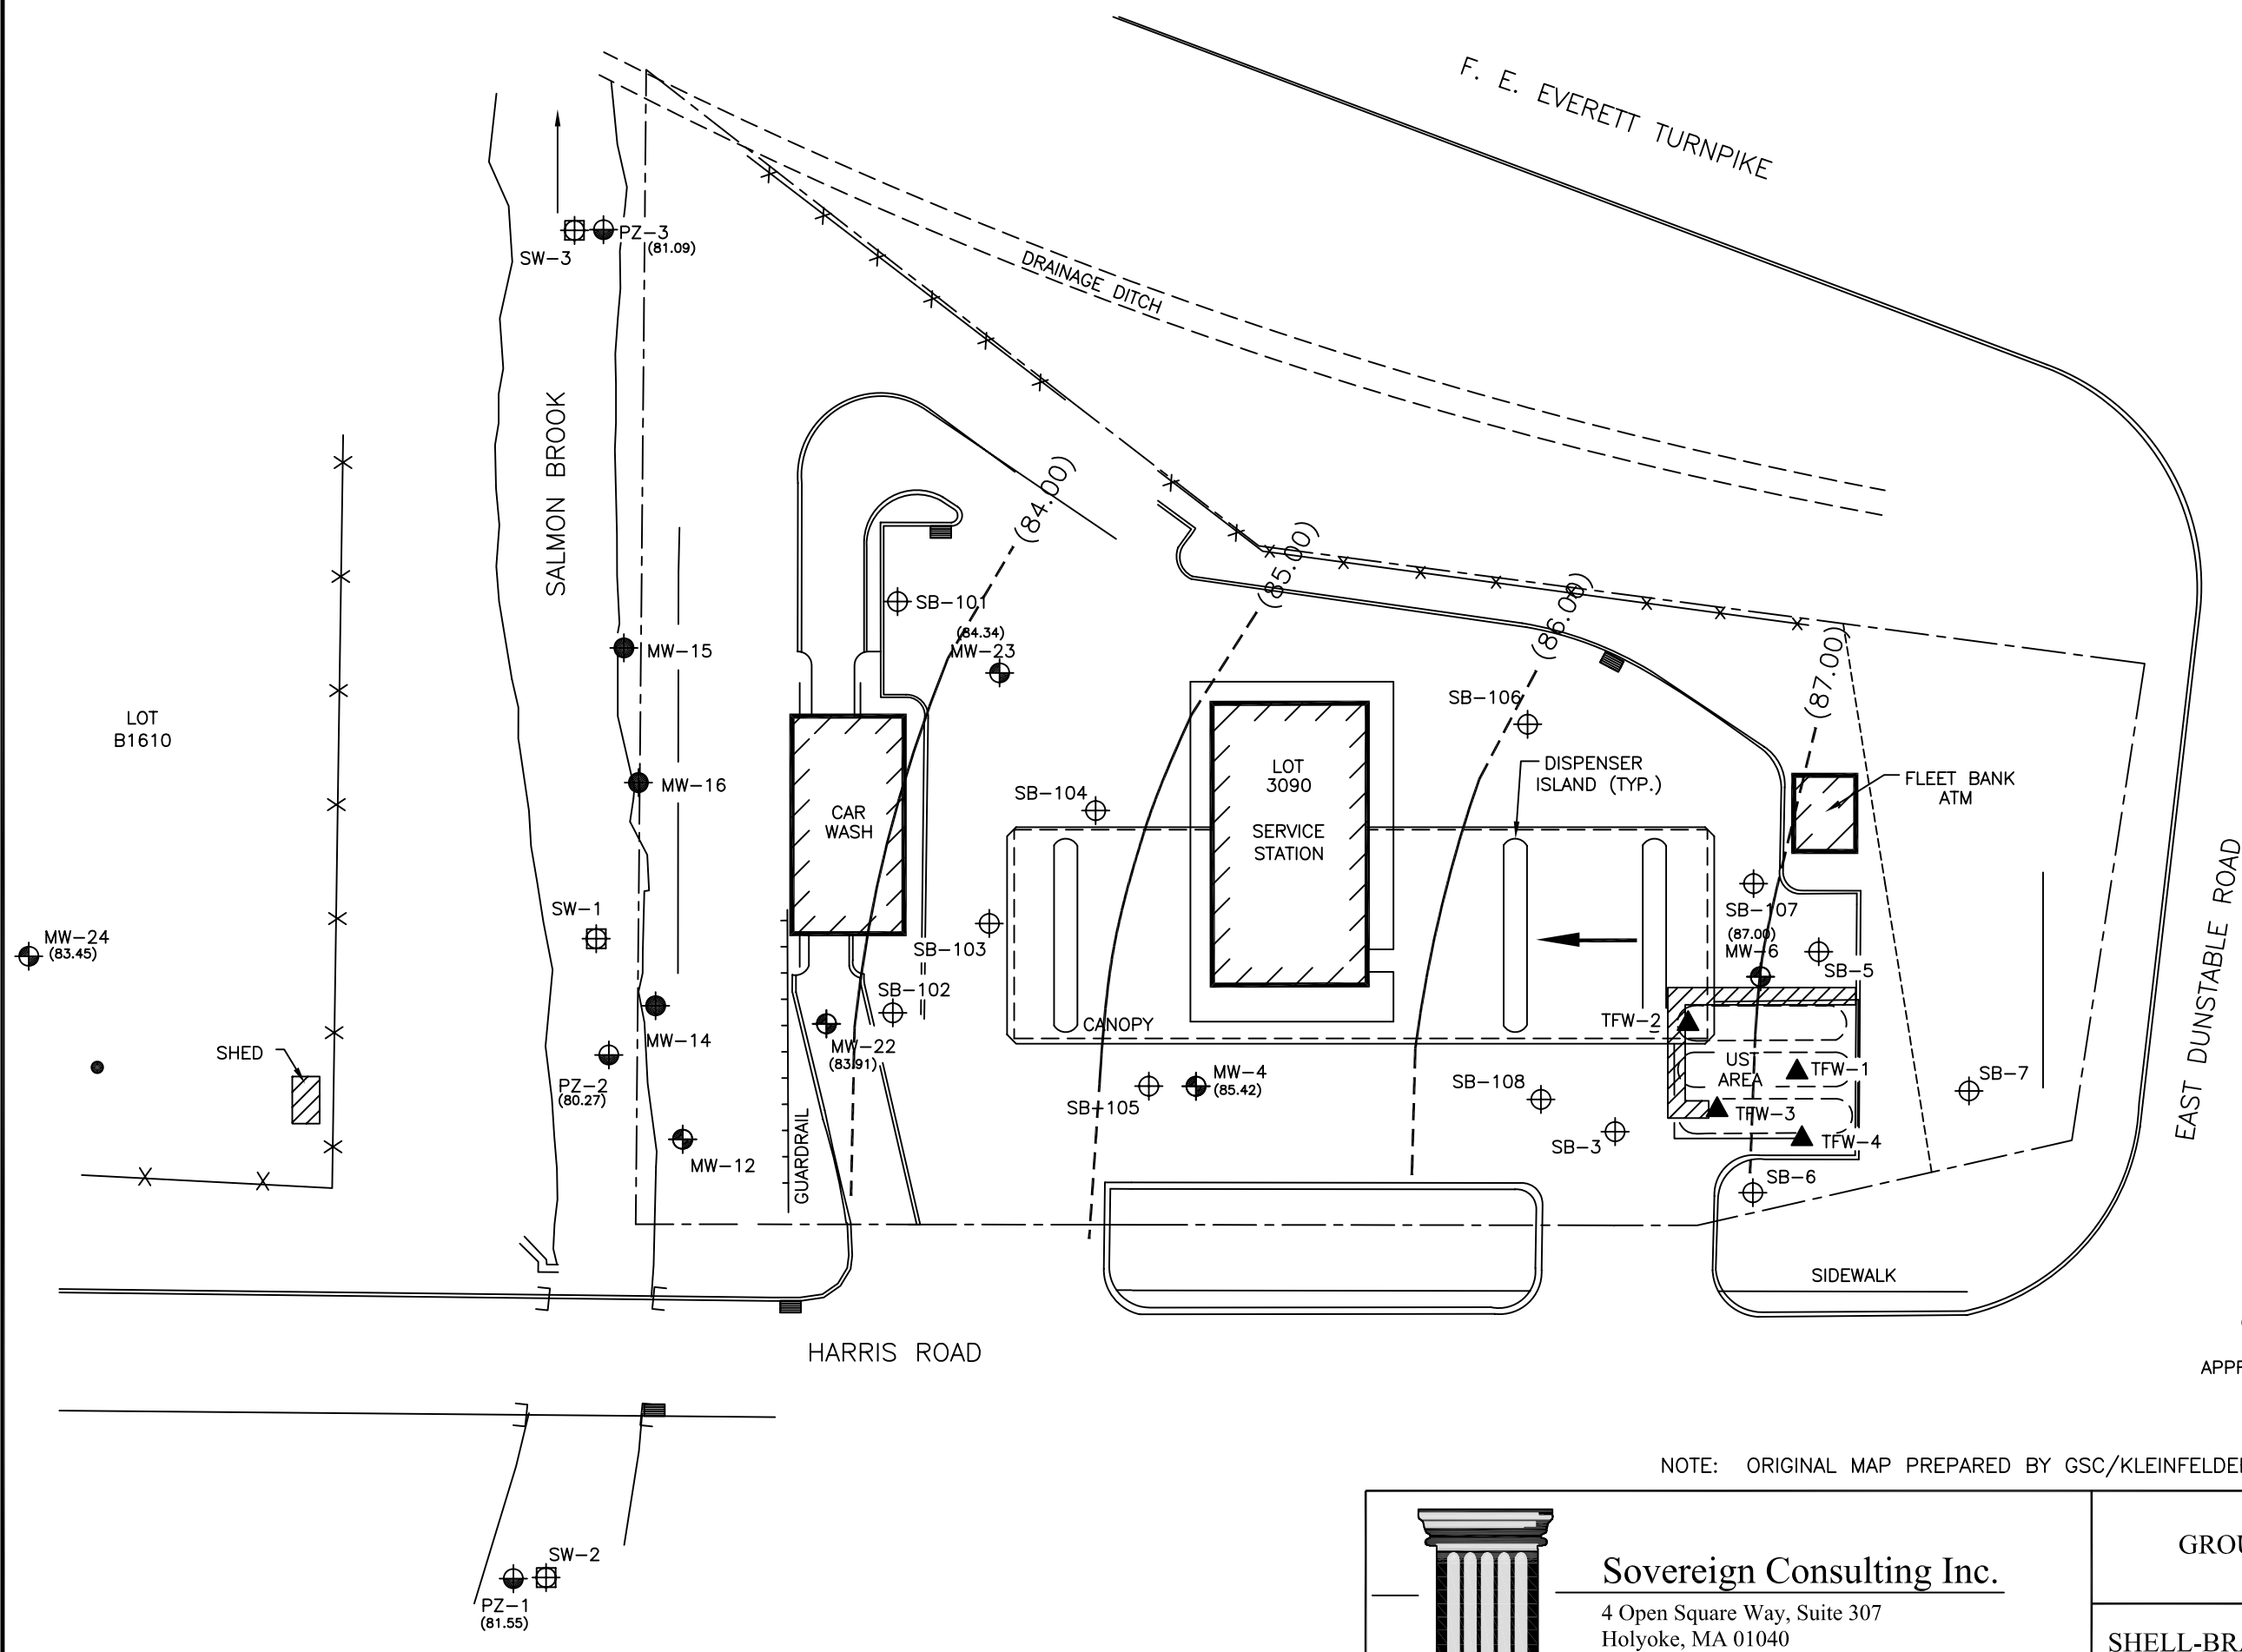 F. E. EVERETT TURNPIKE
PZ-3
(81.09)
SW-3
DRAINAGE DITCH
SALMON BROOK
(84.00)
(85.00)
(86.00)
(87.00)
SB-101
(84.34)
MW-23
MW-15
SB-106
LOT
B1610
LOT
3090
SERVICE
STATION
DISPENSER
ISLAND (TYP.)
FLEET BANK
ATM
MW-16
SB-104
CAR
WASH
SW-1
SB-107
(87.00)
MW-6
MW-24
(83.45)
SB-103
SB-5
SB-102
EAST DUNSTABLE ROAD
TFW-2
CANOPY
MW-14
MW-22
(83.91)
SHED
UST
AREA
TFW-1
MW-4
(85.42)
SB-108
SB-7
PZ-2
(80.27)
SB-105
TFW-3
SB-3
TFW-4
MW-12
GUARDRAIL
SB-6
SIDEWALK
HARRIS ROAD
NOTE: ORIGINAL MAP PREPARED BY GSC/KLEINFELDE
SW-2
PZ-1
(81.55)
Sovereign Consulting Inc.
4 Open Square Way, Suite 307
Holyoke, MA 01040
GROU
SHELL-BRA